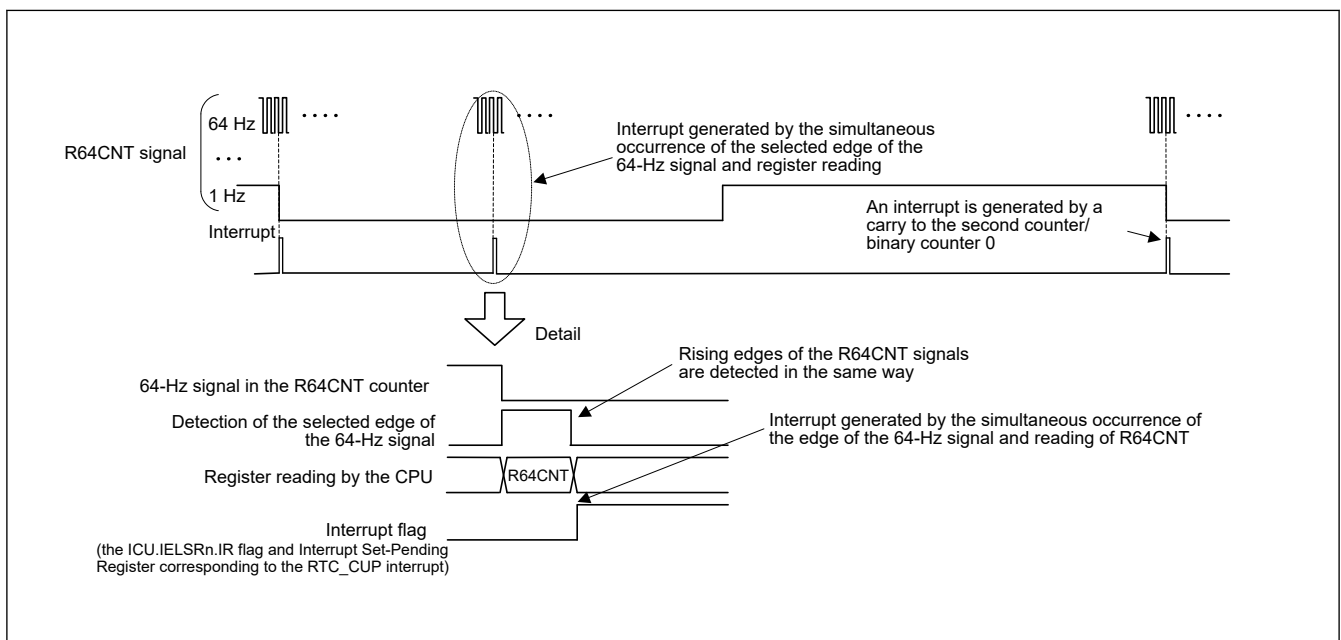 64 Hz
. . . .
. . . .
. . . .
R64CNT signal
. . .
1 Hz
Interrupt generated by the simultaneous
occurrence of the selected edge of the
64-Hz signal and register reading
An interrupt is generated by a
carry to the second counter/
binary counter 0
Interrupt
Detail
Rising edges of the R64CNT signals
are detected in the same way
64-Hz signal in the R64CNT counter
Detection of the selected edge of
the 64-Hz signal
Interrupt generated by the simultaneous occurrence of
the edge of the 64-Hz signal and reading of R64CNT
Register reading by the CPU
R64CNT
Interrupt flag
(the ICU.IELSRn.IR flag and Interrupt Set-Pending
Register corresponding to the RTC_CUP interrupt)